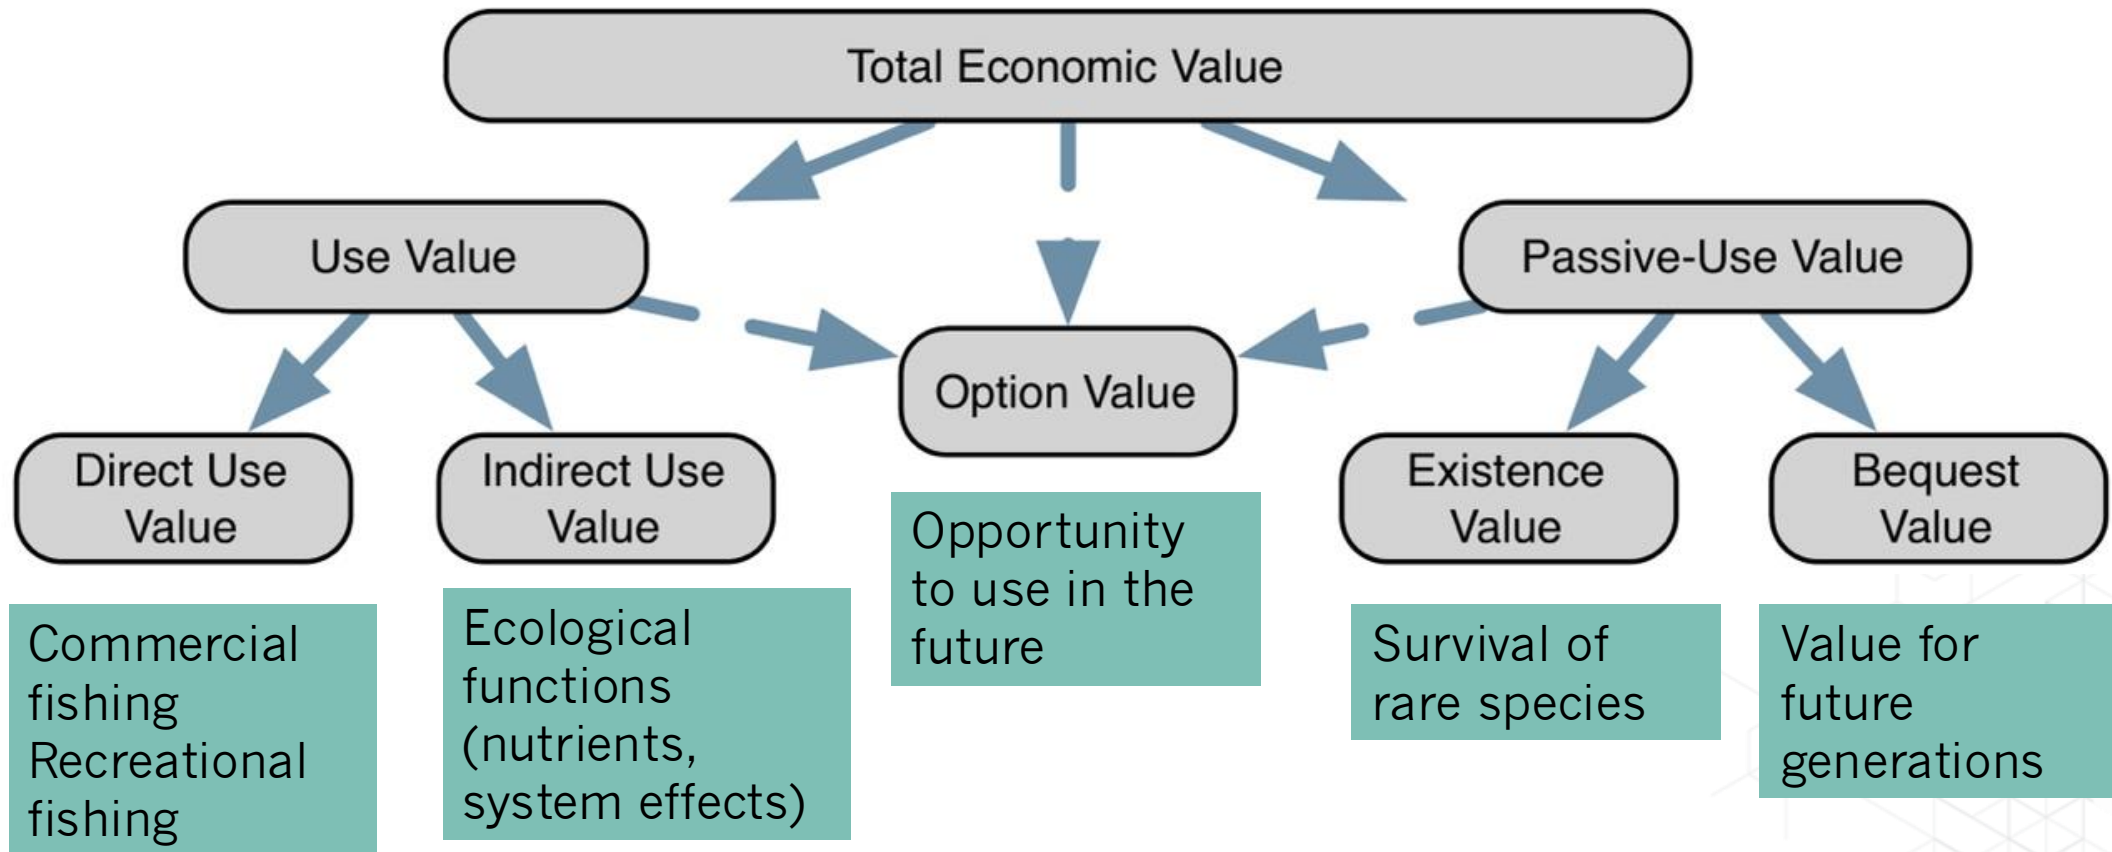 Total Economic Value
Use Value
Passive-Use Value
Option Value
Direct Use
Value
Indirect Use
Value
Existence
Value
Bequest
Value
Opportunity
to use in the
future
Commercial
fishing
Recreational
fishing
Ecological
functions
(nutrients,
system effects)
Survival of
rare species
Value for
future
generations